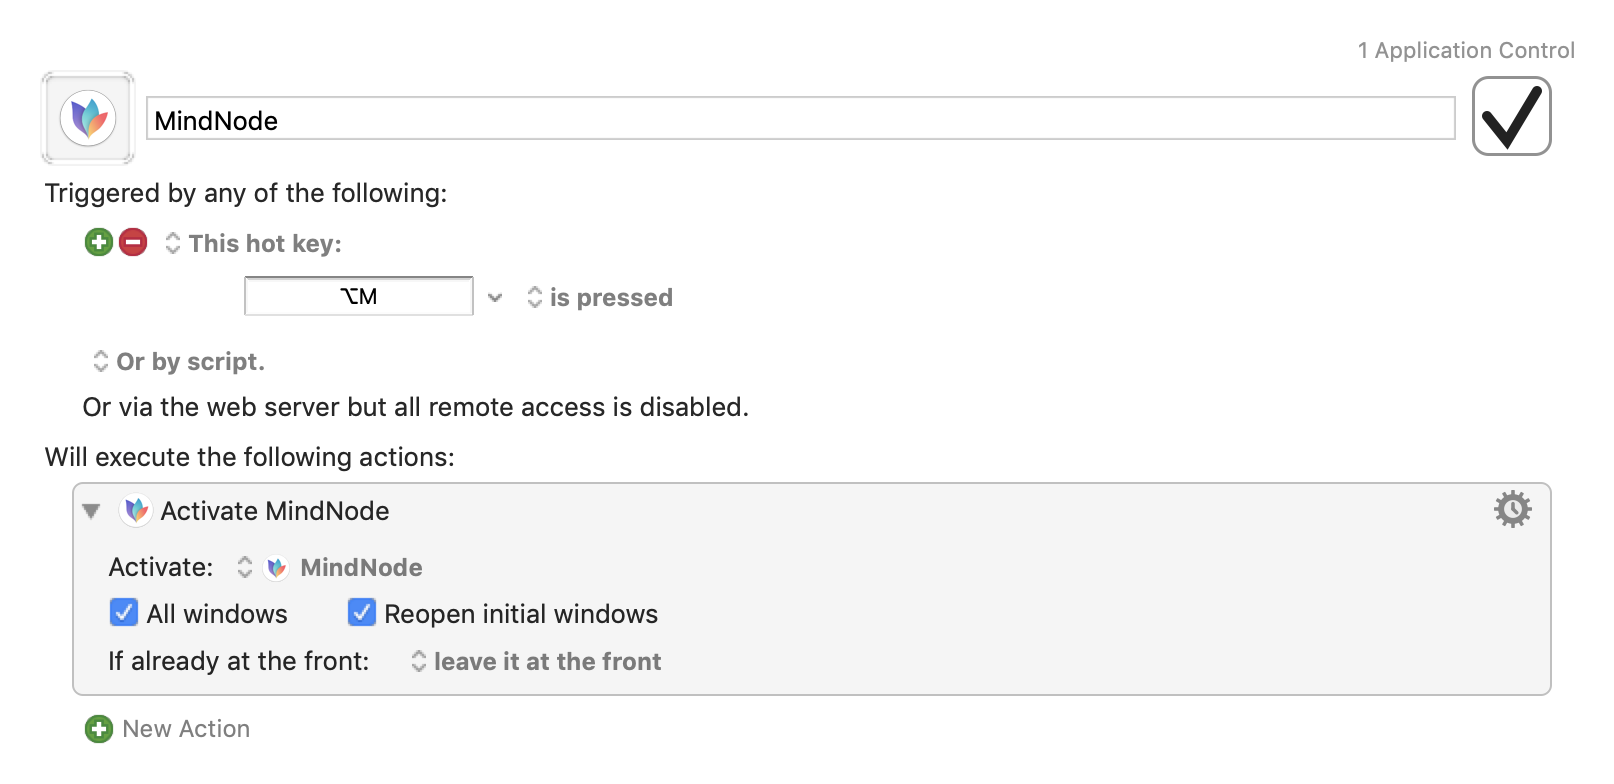 1 Application Control
MindNode
Triggered by any of the following:
This hot key:
⌥M is pressed
Or by script.
Or via the web server but all remote access is disabled.
Will execute the following actions:
Activate MindNode
Activate: MindNode
All windows Reopen initial windows
If already at the front: leave it at the front
New Action